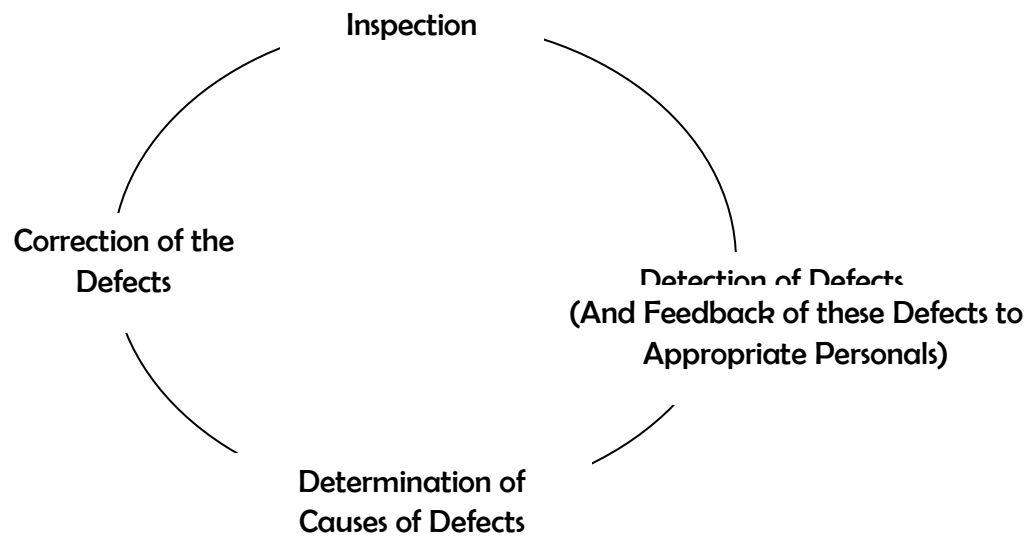 Inspection
Correction of the
Defects
Detection of Defects
(And Feedback of these Defects to
Appropriate Personals)
Determination of
Causes of Defects